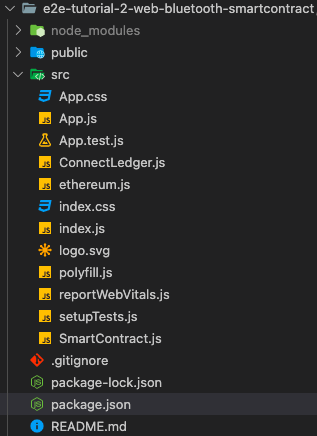 e2e-tutorial-2-web-bluetooth-smartcontract
node_modules
public
src
App.css
App.js
App.test.js
ConnectLedger.js
ethereum.js
index.css
index.js
logo.svg
polyfill.js
reportWebVitals.js
setupTests.js
SmartContract.js
.gitignore
package-lock.json
package.json
README.md